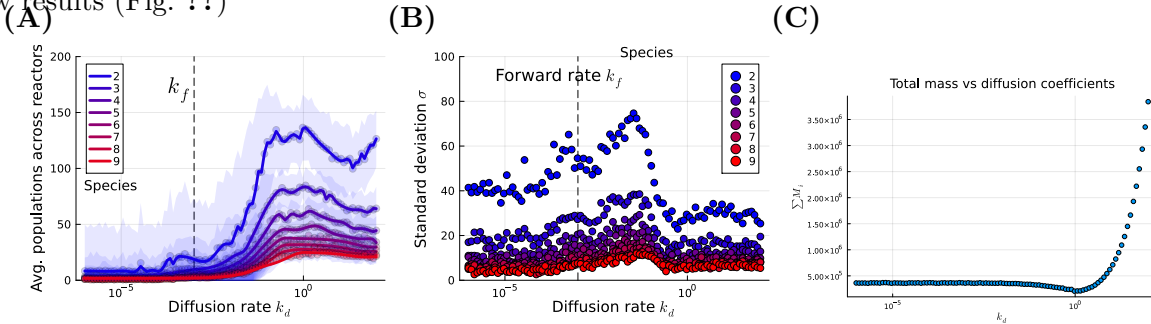 w results (Fig. ??)
(A)
(B)
(C)
Avg. populations across reactors
200
150
100
50
0
2
3
4
5
6
7
8
9
Species
k_f
10^{-5}
10^0
Diffusion rate k_d
Species
Standard deviation σ
100
80
60
40
20
0
Forward rate k_f
2
3
4
5
6
7
8
9
10^{-5}
10^0
Diffusion rate k_d
Total mass vs diffusion coefficients
∑M_i
3.50×10^6
3.00×10^6
2.50×10^6
2.00×10^6
1.50×10^6
1.00×10^6
5.00×10^5
10^{-5}
10^0
k_d